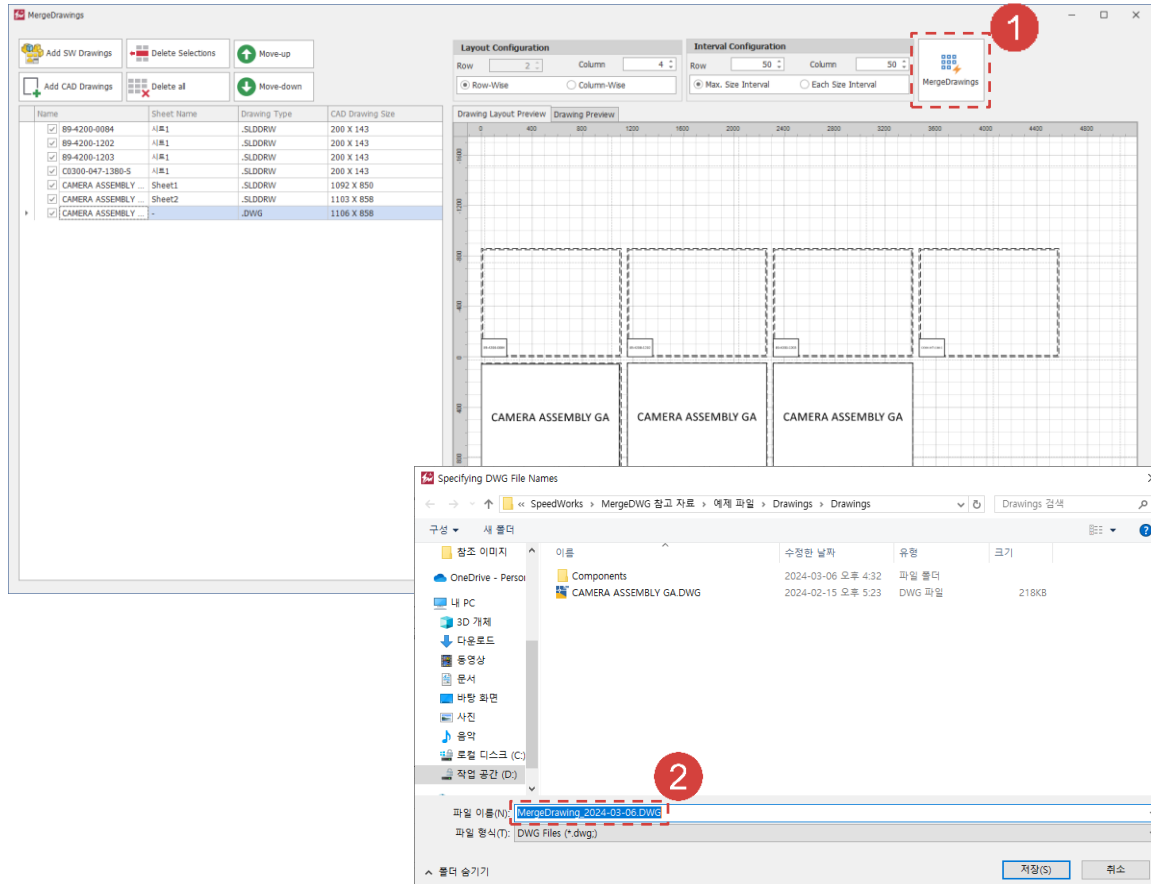 MergeDrawings
1
Add SW Drawings
Delete Selections
Move-up
Add CAD Drawings
Delete all
Move-down
Layout Configuration
Row 2 Column 4
Row-Wise Column-Wise
Interval Configuration
Row 50 Column 50
Max. Size Interval Each Size Interval
MergeDrawings
Name Sheet Name Drawing Type CAD Drawing Size
89-4200-0084 시트1 .SLDDRW 200 X 143
89-4200-1202 시트1 .SLDDRW 200 X 143
89-4200-1203 시트1 .SLDDRW 200 X 143
C0300-047-1380-S 시트1 .SLDDRW 200 X 143
CAMERA ASSEMBLY ... Sheet1 .SLDDRW 1092 X 850
CAMERA ASSEMBLY ... Sheet2 .SLDDRW 1103 X 858
CAMERA ASSEMBLY ... - .DWG 1106 X 858
Drawing Layout Preview Drawing Preview
0 400 800 1200 1600 2000 2400 2800 3200 3600 4000 4400 4800
-1600
-1200
-800
-400
0
400
800
CAMERA ASSEMBLY GA CAMERA ASSEMBLY GA CAMERA ASSEMBLY GA
Specifying DWG File Names
« SpeedWorks › MergeDWG 참고 자료 › 예제 파일 › Drawings › Drawings
Drawings 검색
구성 새 폴더
이름 수정한 날짜 유형 크기
참조 이미지
OneDrive - Person
내 PC
3D 개체
다운로드
동영상
문서
바탕 화면
사진
음악
로컬 디스크 (C:)
작업 공간 (D:)
Components 2024-03-06 오후 4:32 파일 폴더
CAMERA ASSEMBLY GA.DWG 2024-02-15 오후 5:23 DWG 파일 218KB
2
파일 이름(N): MergeDrawing_2024-03-06.DWG
파일 형식(T): DWG Files (*.dwg;)
폴더 숨기기
저장(S) 취소